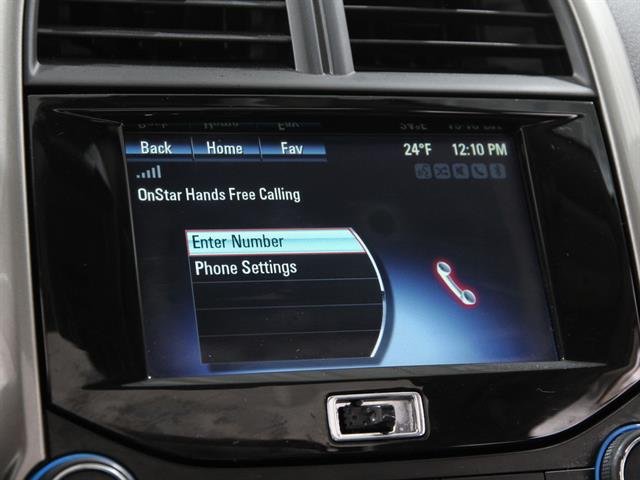 Back Home Fav 24°F 12:10 PM
OnStar Hands Free Calling
Enter Number
Phone Settings